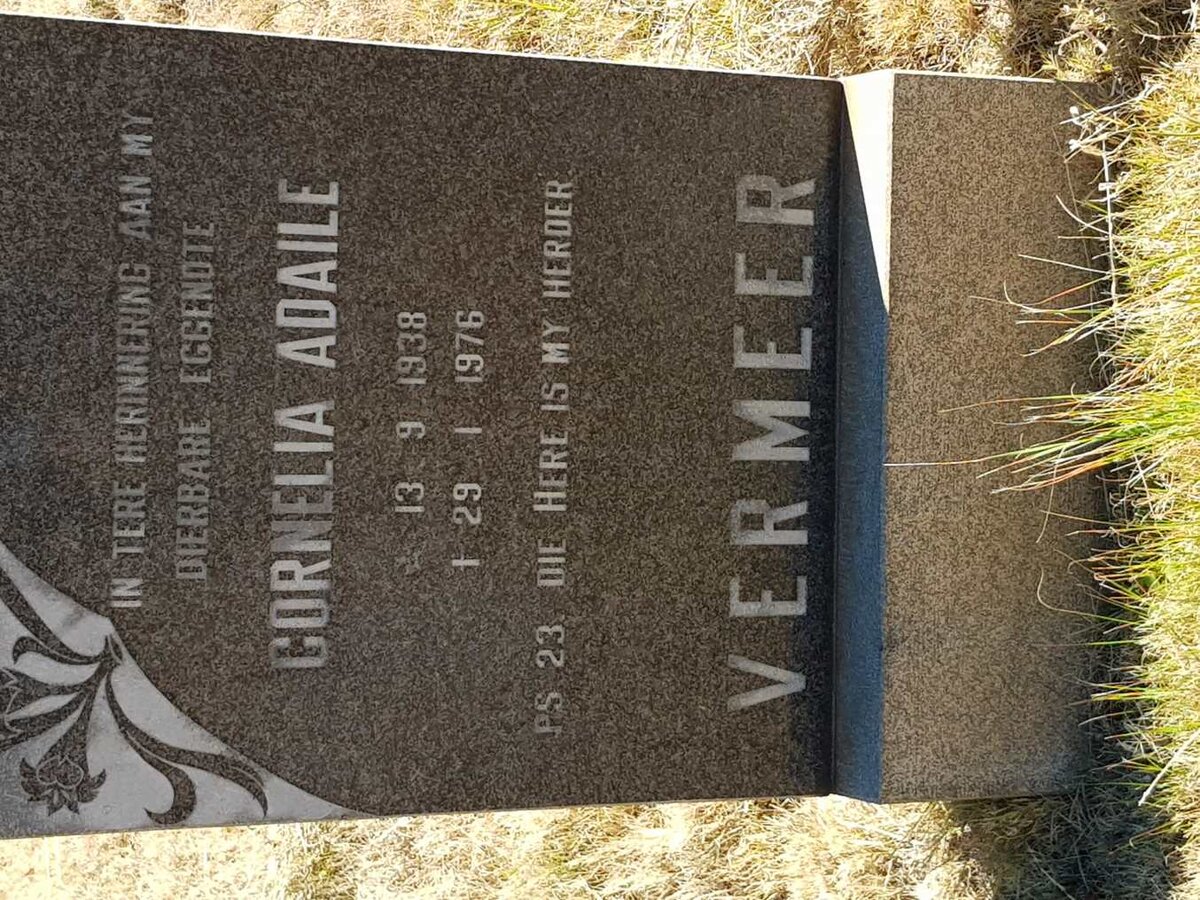 IN TERE HERINNERING AAN MY
DIERBARE EGGENOTE
CORNELIA ADAILE
* 13 9 1938
† 29 1 1976
PS 23 DIE HERE IS MY HERDER
VERMEER